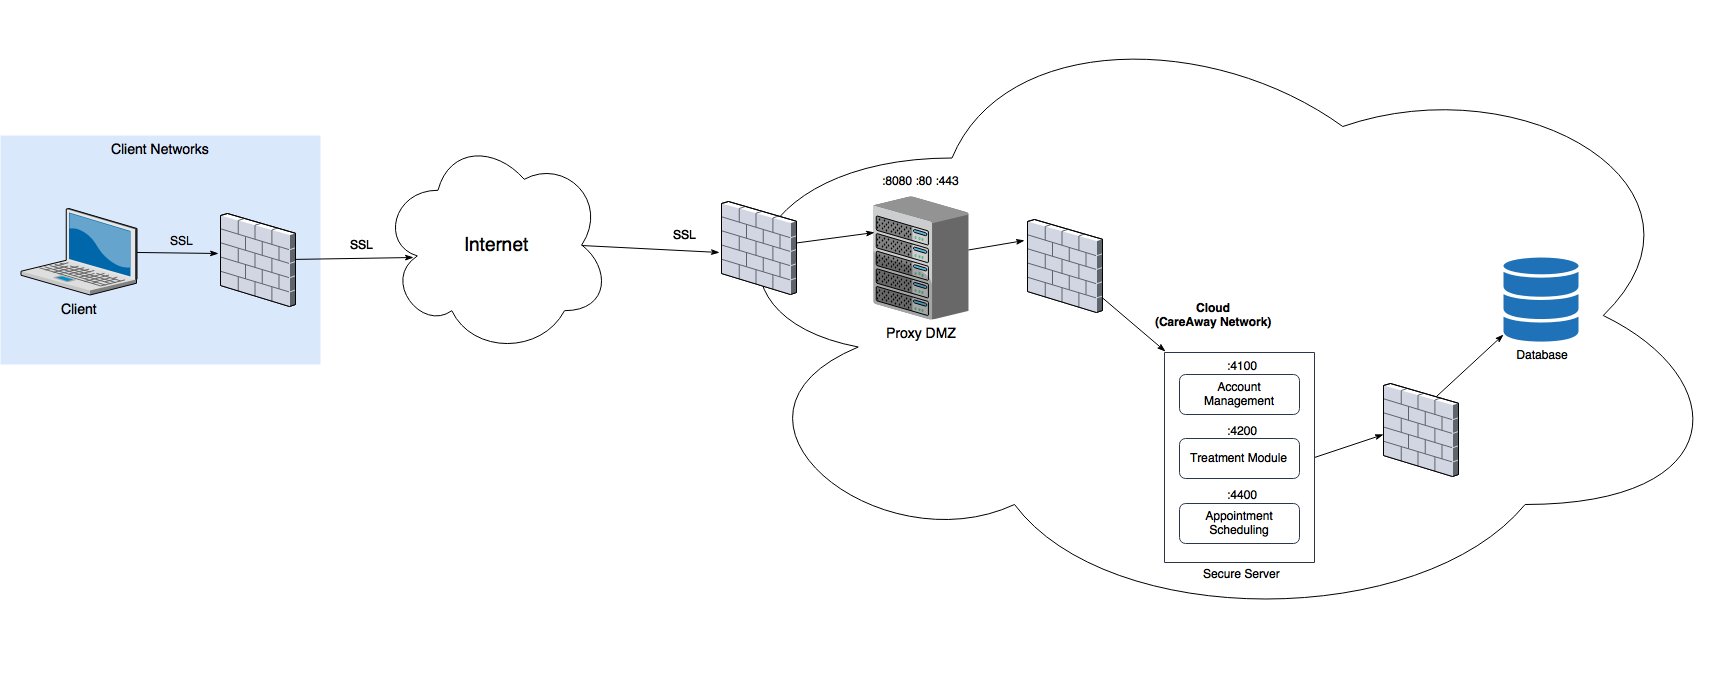 Client Networks
SSL
Client
SSL
Internet
SSL
:8080 :80 :443
Proxy DMZ
Cloud
(CareAway Network)
:4100
Account
Management
:4200
Treatment Module
:4400
Appointment
Scheduling
Secure Server
Database